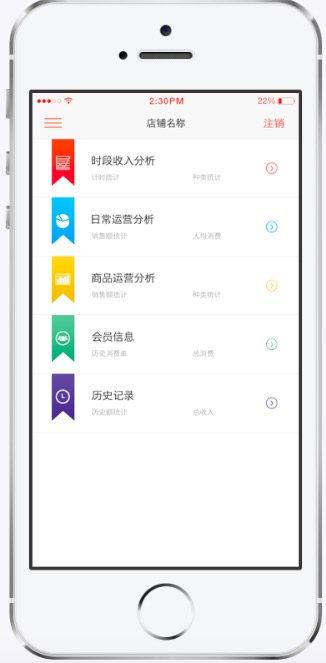 2:30PM 22%
店铺名称 注销
时段收入分析
计时统计 种类统计
日常运营分析
销售额统计 人均消费
商品运营分析
销售额统计 种类统计
会员信息
历史消费单 总消费
历史记录
历史额统计 总收入